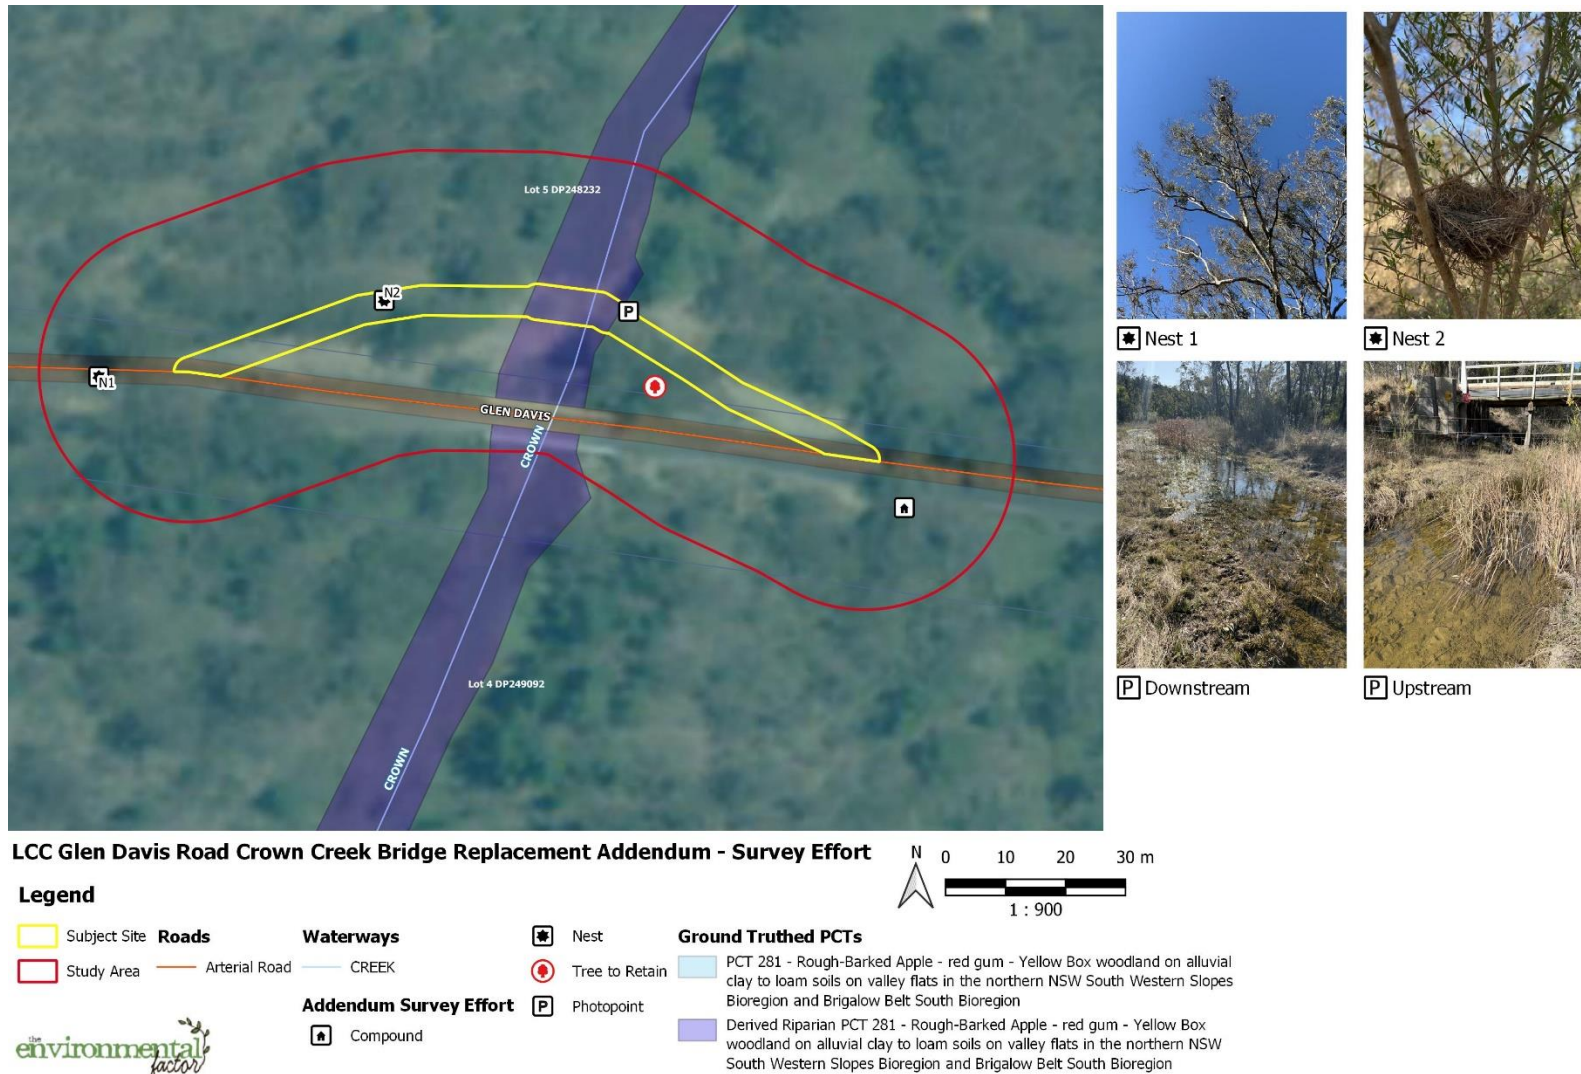 Lot 5 DP248232
N2
P
N1
GLEN DAVIS
CROWN
Lot 4 DP249092
CROWN
Nest 1
Nest 2
P Downstream
P Upstream
LCC Glen Davis Road Crown Creek Bridge Replacement Addendum - Survey Effort
N
0 10 20 30 m
1 : 900
Legend
Subject Site
Study Area
Roads
Arterial Road
Waterways
CREEK
Addendum Survey Effort
Compound
Nest
Tree to Retain
P Photopoint
Ground Truthed PCTs
PCT 281 - Rough-Barked Apple - red gum - Yellow Box woodland on alluvial
clay to loam soils on valley flats in the northern NSW South Western Slopes
Bioregion and Brigalow Belt South Bioregion
Derived Riparian PCT 281 - Rough-Barked Apple - red gum - Yellow Box
woodland on alluvial clay to loam soils on valley flats in the northern NSW
South Western Slopes Bioregion and Brigalow Belt South Bioregion
the
environmental
factor